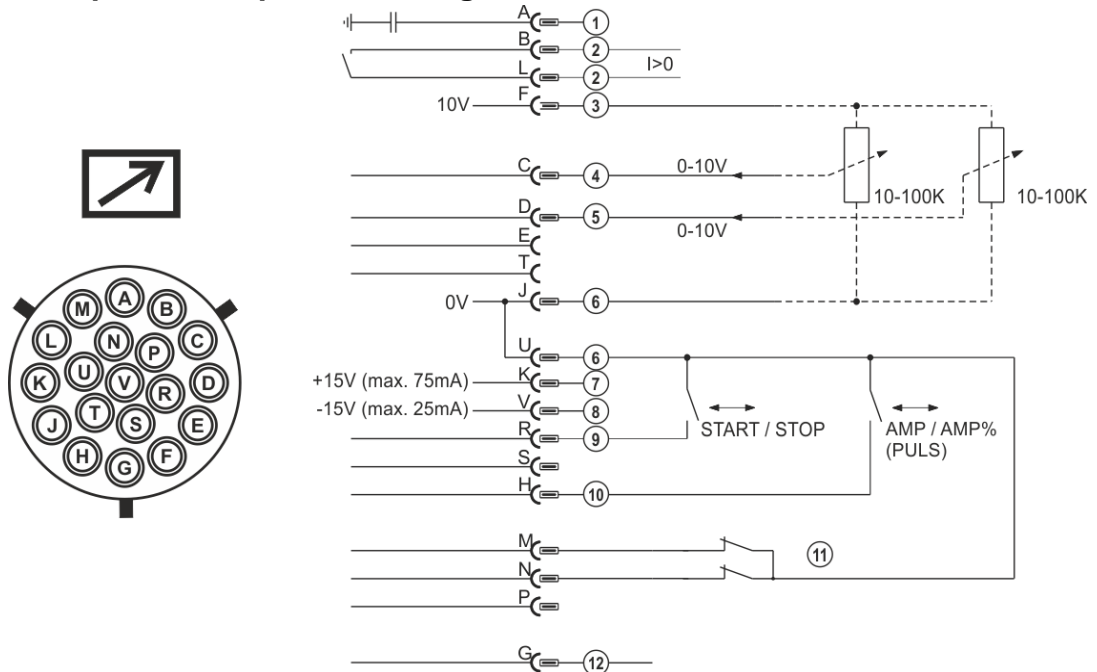 A 1
B 2
L 2 I>0
10V F 3
C 4 0-10V
10-100K 10-100K
D 5
0-10V
E
T
0V J 6
U 6
+15V (max. 75mA) K 7
-15V (max. 25mA) V 8
START / STOP AMP / AMP%
(PULS)
R 9
S
H 10
M 11
N
P
G 12
A
M B
L N P C
K U V R D
J T S E
H G F